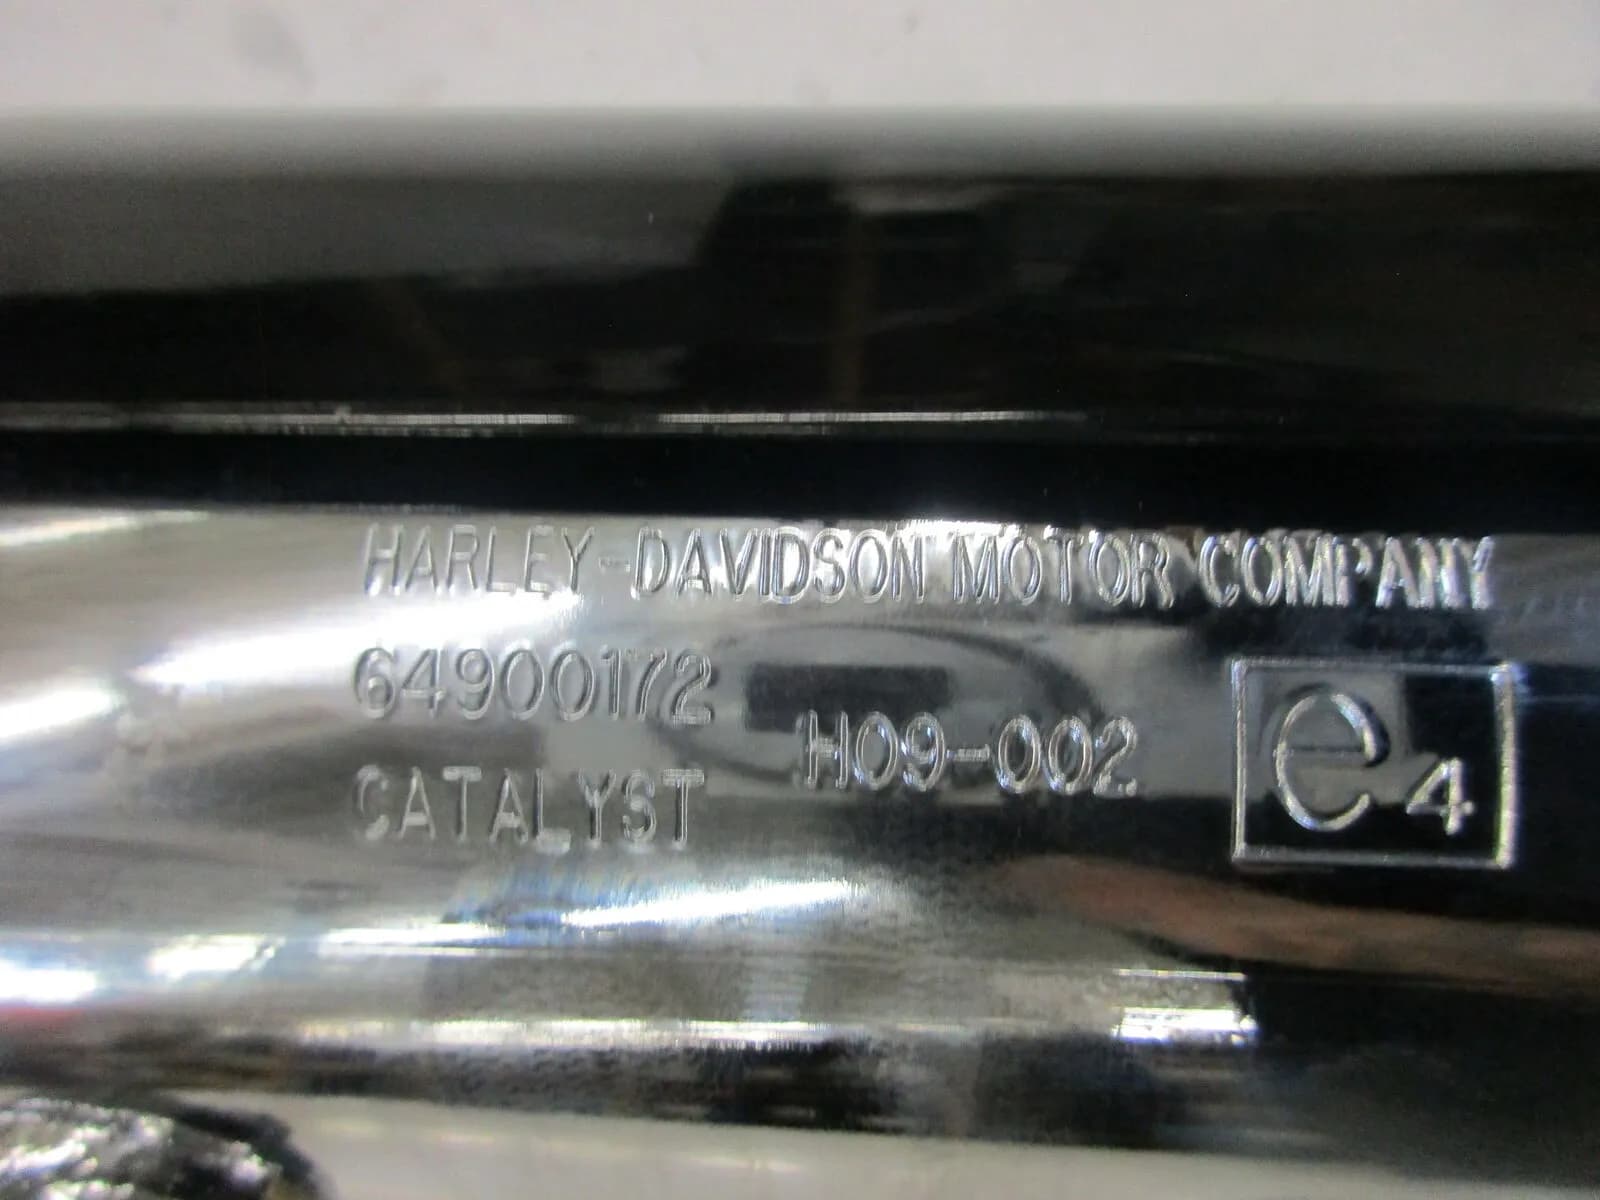 HARLEY-DAVIDSON MOTOR COMPANY
64900172
H09-002
CATALYST
e4